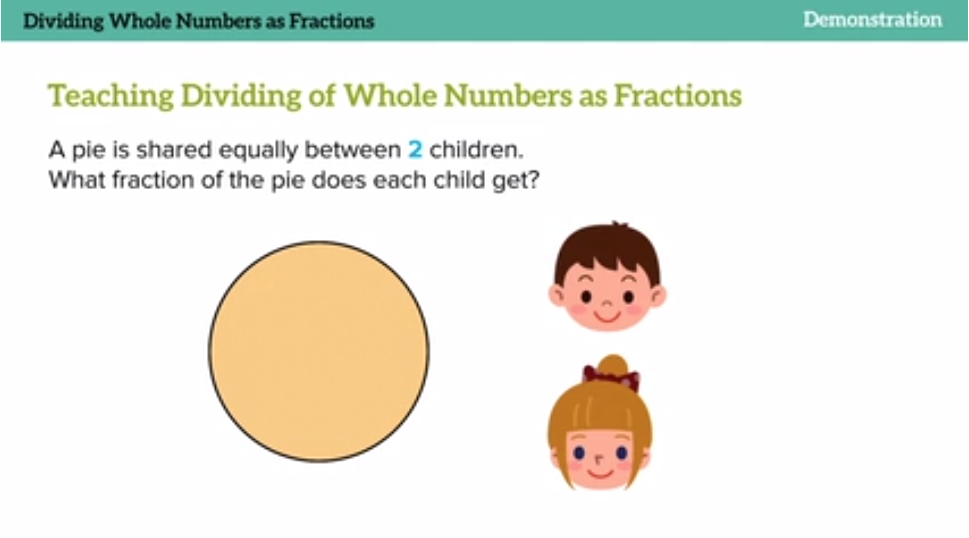 Dividing Whole Numbers as Fractions
Demonstration
Teaching Dividing of Whole Numbers as Fractions
A pie is shared equally between 2 children.
What fraction of the pie does each child get?